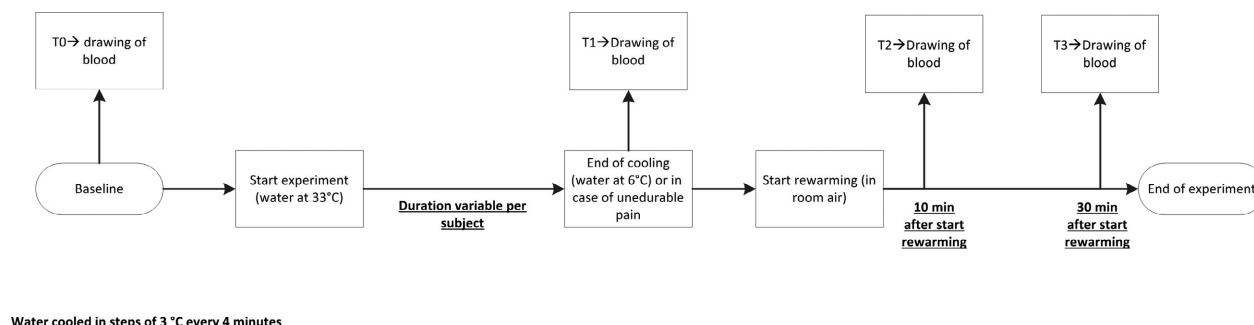 T0→ drawing of
blood
T1→Drawing of
blood
T2→Drawing of
blood
T3→Drawing of
blood
Baseline
Start experiment
(water at 33°C)
Duration variable per
subject
End of cooling
(water at 6°C) or in
case of unedurable
pain
Start rewarming (in
room air)
10 min
after start
rewarming
30 min
after start
rewarming
End of experiment
Water cooled in steps of 3 °C every 4 minutes